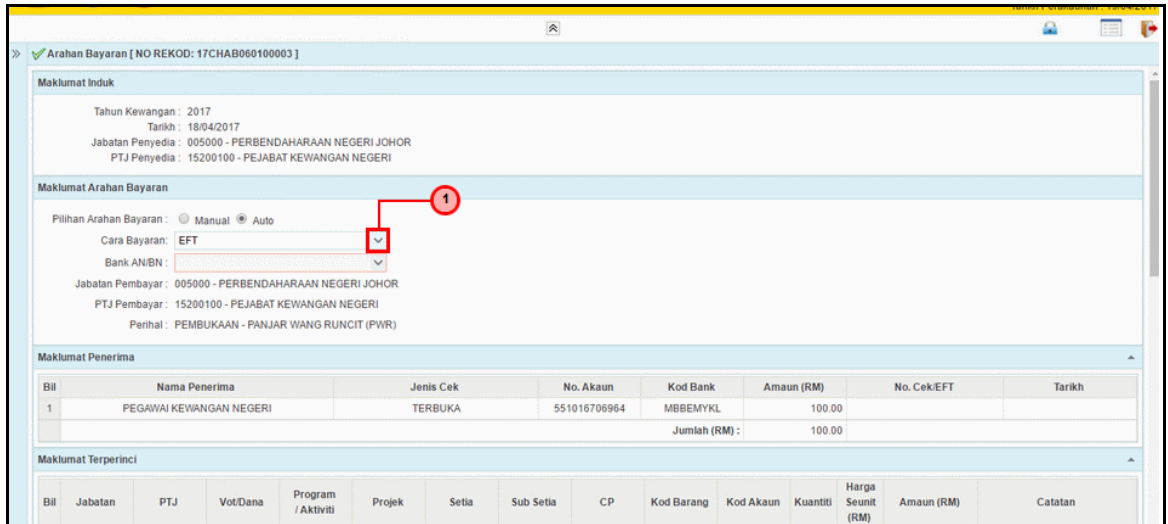 Tarikh Perakaunan : 19/04/2017
Arahan Bayaran [ NO REKOD: 17CHAB060100003 ]
Maklumat Induk
Tahun Kewangan : 2017
Tarikh : 18/04/2017
Jabatan Penyedia : 005000 - PERBENDAHARAAN NEGERI JOHOR
PTJ Penyedia : 15200100 - PEJABAT KEWANGAN NEGERI
Maklumat Arahan Bayaran
1
Pilihan Arahan Bayaran : Manual Auto
Cara Bayaran: EFT
Bank AN/BN :
Jabatan Pembayar : 005000 - PERBENDAHARAAN NEGERI JOHOR
PTJ Pembayar : 15200100 - PEJABAT KEWANGAN NEGERI
Perihal : PEMBUKAAN - PANJAR WANG RUNCIT (PWR)
Maklumat Penerima
Bil Nama Penerima Jenis Cek No. Akaun Kod Bank Amaun (RM) No. Cek/EFT Tarikh
1 PEGAWAI KEWANGAN NEGERI TERBUKA 551016706964 MBBEMYKL 100.00
Jumlah (RM) : 100.00
Maklumat Terperinci
Bil Jabatan PTJ Vot/Dana Program / Aktiviti Projek Setia Sub Setia CP Kod Barang Kod Akaun Kuantiti Harga Seunit (RM) Amaun (RM) Catatan